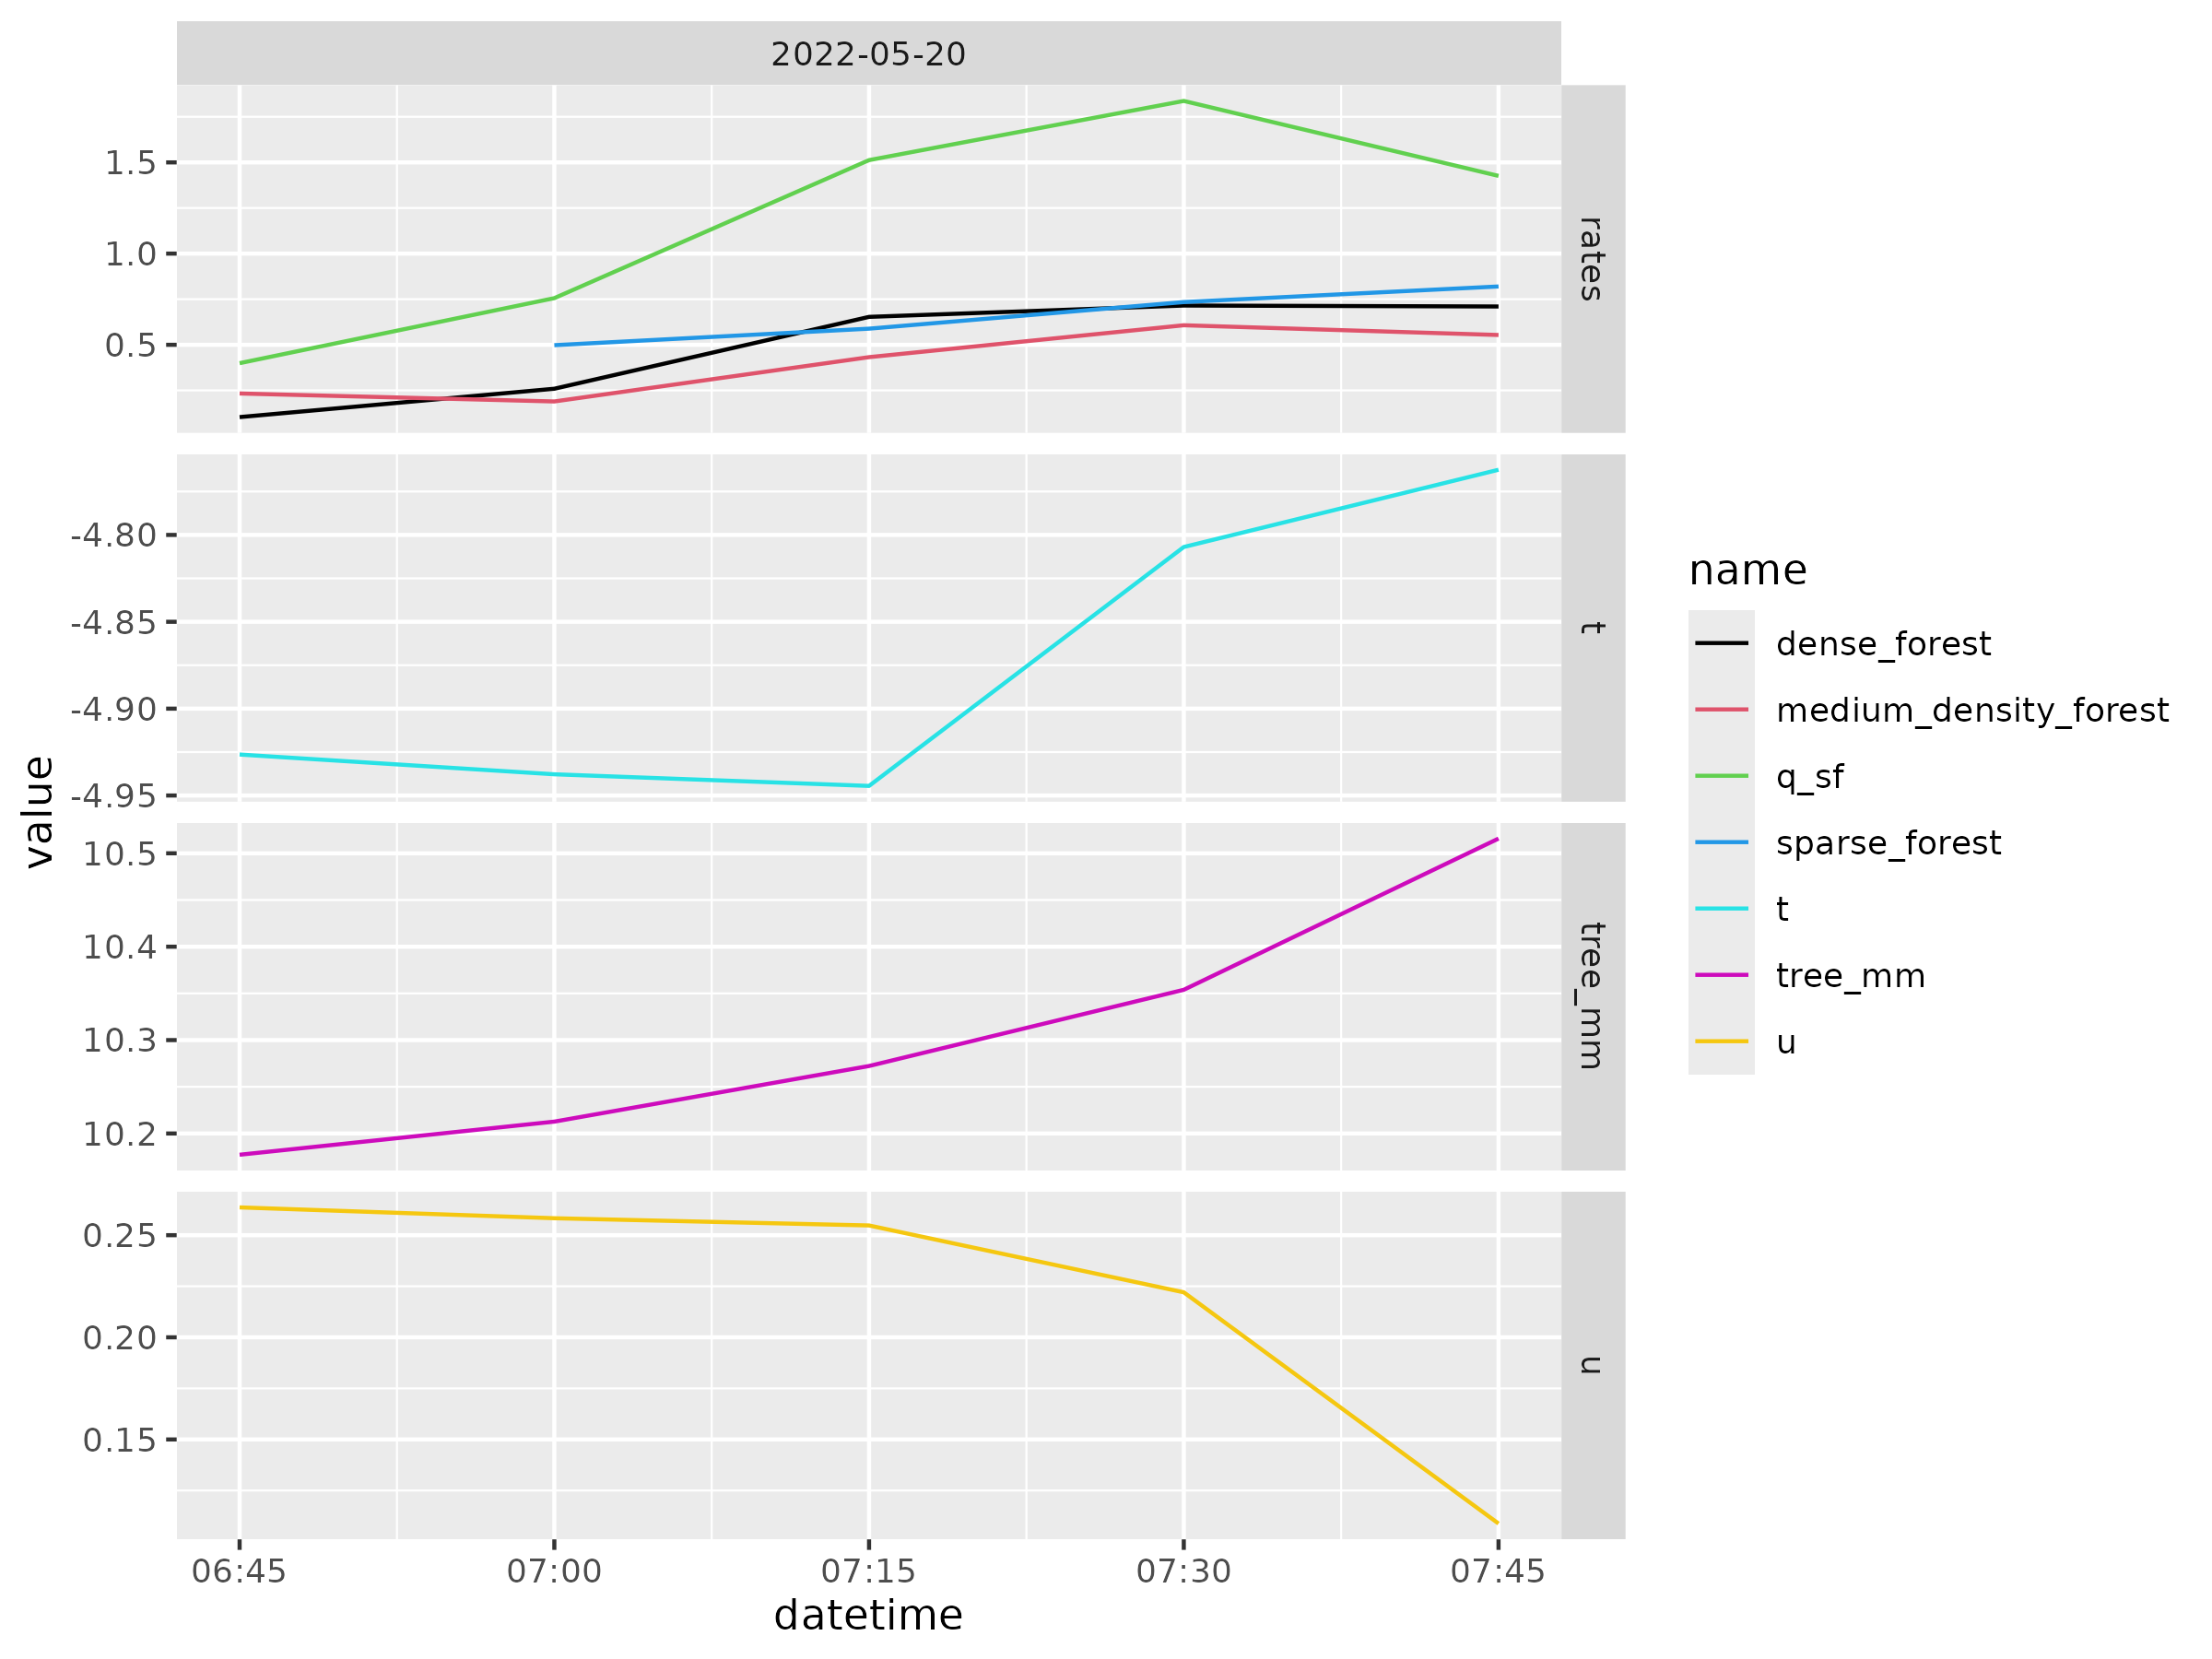 2022-05-20
1.5
1.0
0.5
rates
-4.80
-4.85
-4.90
-4.95
t
10.5
10.4
10.3
10.2
tree_mm
0.25
0.20
0.15
u
06:45 07:00 07:15 07:30 07:45
datetime
value
name
dense_forest
medium_density_forest
q_sf
sparse_forest
t
tree_mm
u